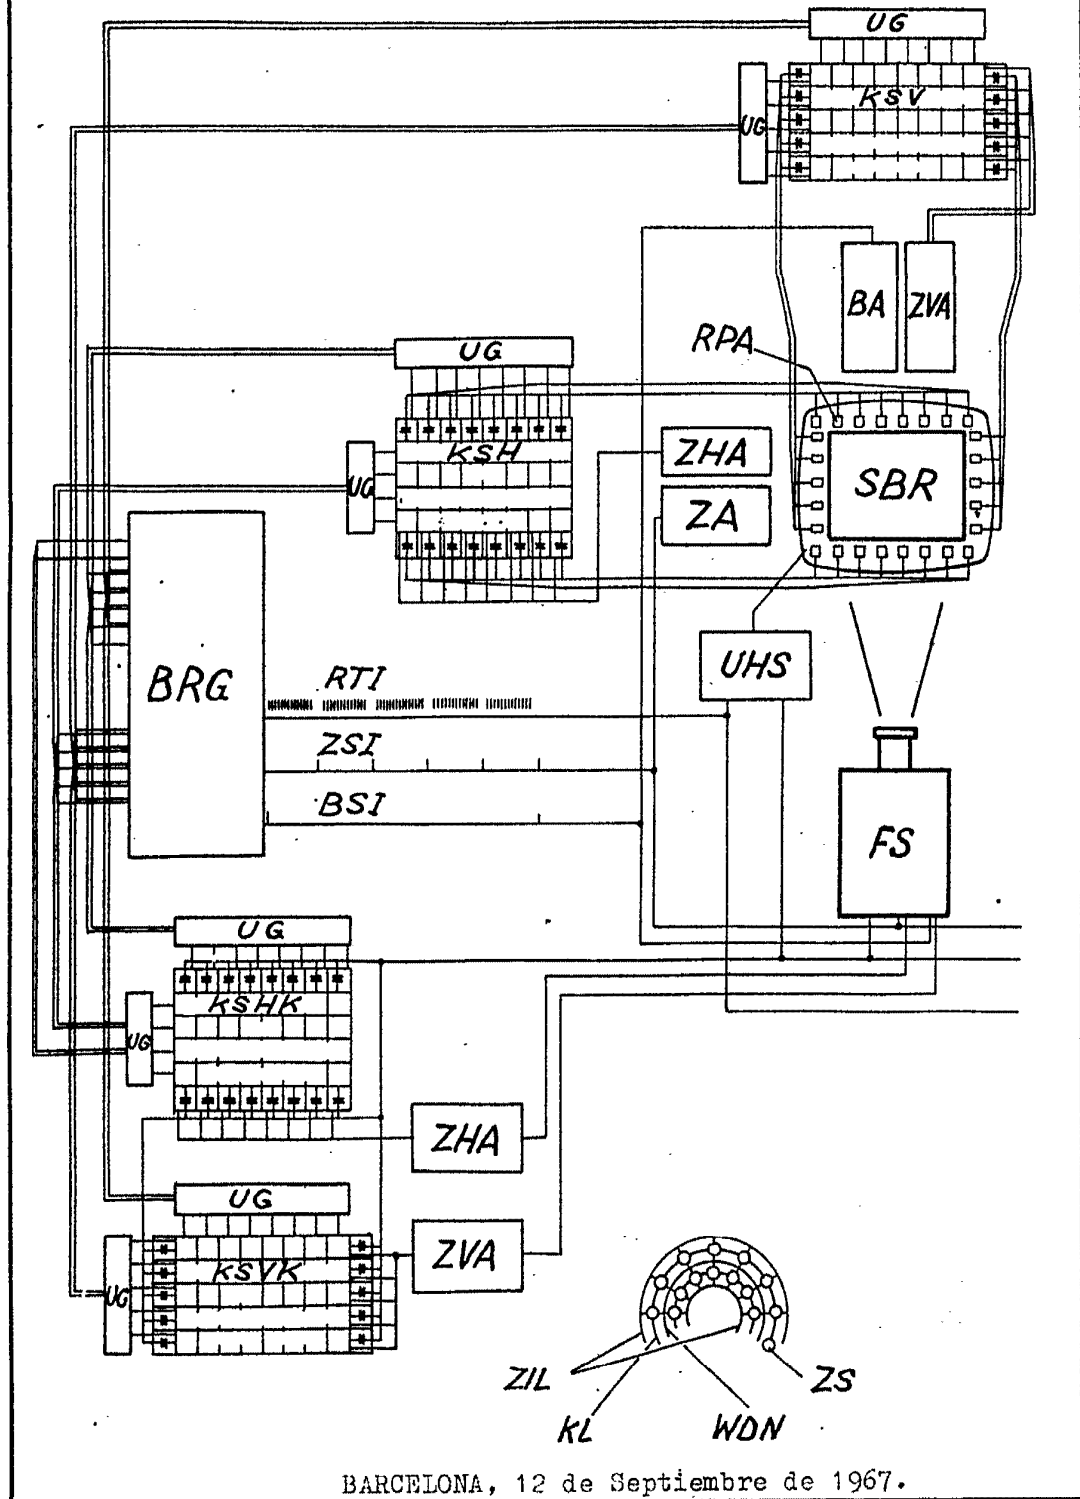 UG
KSV
UG
BA
ZVA
RPA
UG
KSH
UG
ZHA
SBR
ZA
BRG
RTI
UHS
ZSI
BSI
FS
UG
KSHK
UG
ZHA
UG
ZVA
KSVK
UG
ZIL
ZS
KL
WDN
BARCELONA, 12 de Septiembre de 1967.